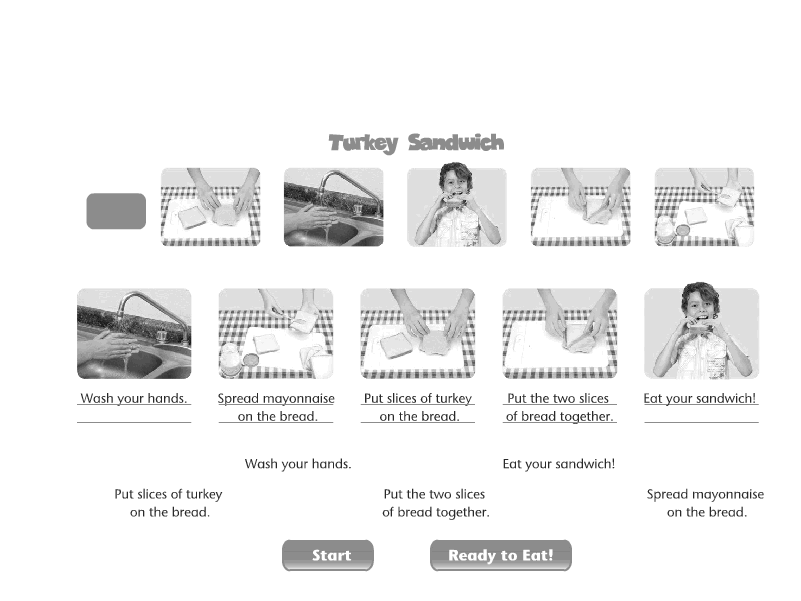 Turkey Sandwich
Wash your hands.
Spread mayonnaise
on the bread.
Put slices of turkey
on the bread.
Put the two slices
of bread together.
Eat your sandwich!
Wash your hands.
Eat your sandwich!
Put slices of turkey
on the bread.
Put the two slices
of bread together.
Spread mayonnaise
on the bread.
Start
Ready to Eat!